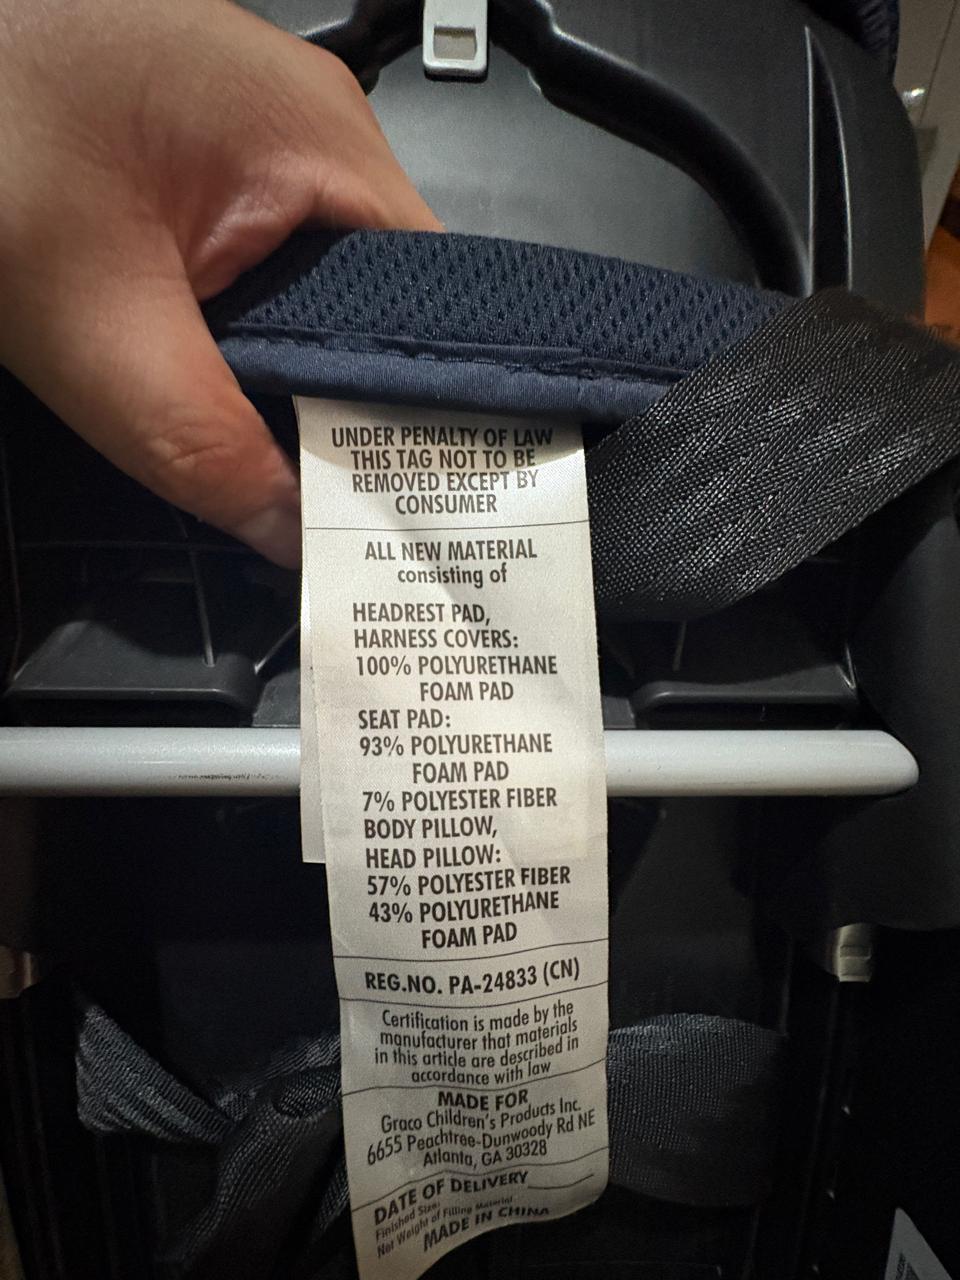 UNDER PENALTY OF LAW
THIS TAG NOT TO BE
REMOVED EXCEPT BY
CONSUMER
ALL NEW MATERIAL
consisting of
HEADREST PAD,
HARNESS COVERS:
100% POLYURETHANE
FOAM PAD
SEAT PAD:
93% POLYURETHANE
FOAM PAD
7% POLYESTER FIBER
BODY PILLOW,
HEAD PILLOW:
57% POLYESTER FIBER
43% POLYURETHANE
FOAM PAD
REG.NO. PA-24833 (CN)
Certification is made by the
manufacturer that materials
in this article are described in
accordance with law
MADE FOR
Graco Children's Products Inc.
6655 Peachtree-Dunwoody Rd NE
Atlanta, GA 30328
DATE OF DELIVERY
Finished Size:
Net Weight of Filling Material
MADE IN CHINA